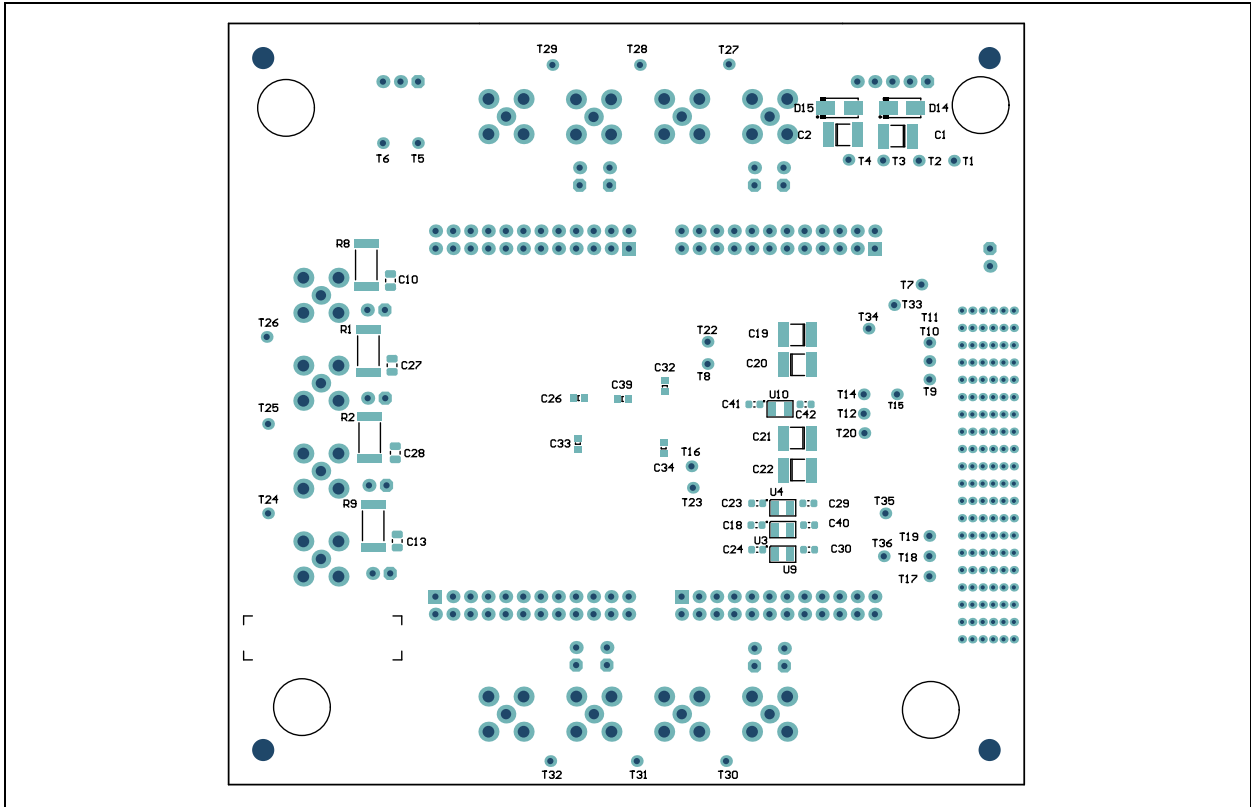 T29 T28 T27
D15 D14
C2 C1
T6 T5 T4 T3 T2 T1
R8
C10
T7
T33
T26 R1 T34 T11
T22 C19 T10
C27 C32 C20
T8
T14 T9
C26 C39 U10 T15
C41 C42 T12
T25 R2
T20
C21
C33 C28 T16
C34 C22
T23
T24 R9 U4
C23 C29 T35
C18 C40
C13 U3 T19
C24 C30 T36 T18
U9 T17
T32 T31 T30